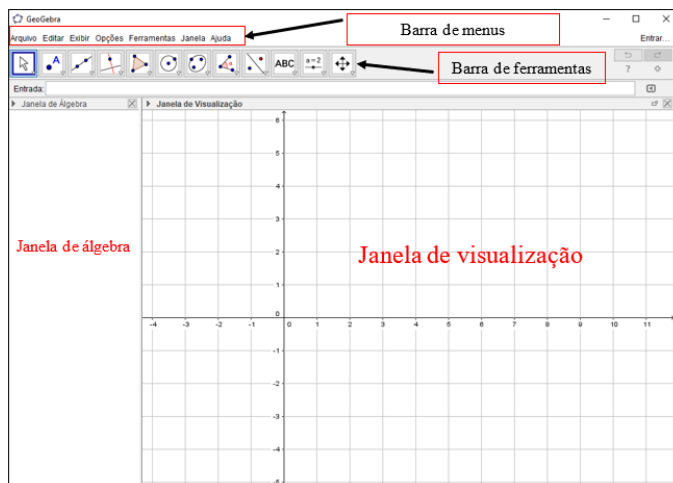 GeoGebra
Barra de menus
Arquivo Editar Exibir Opções Ferramentas Janela Ajuda
Entrar...
A
ABC
a=2
Barra de ferramentas
?
Entrada:
Janela de Álgebra
Janela de Visualização
6
5
4
3
Janela de álgebra
Janela de visualização
2
1
0
-4 -3 -2 -1 0 1 2 3 4 5 6 7 8 9 10 11
-1
-2
-3
-4
-5